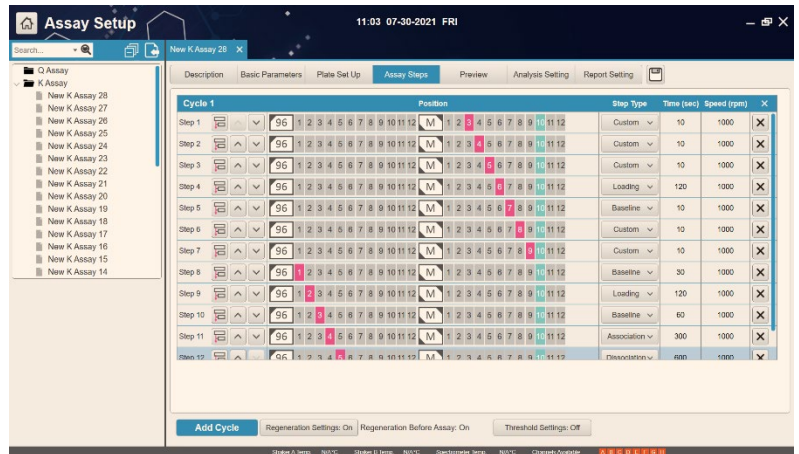 Assay Setup
11:03 07-30-2021 FRI
Search...
New K Assay 28 X
Q Assay
K Assay
New K Assay 28
New K Assay 27
New K Assay 26
New K Assay 25
New K Assay 24
New K Assay 23
New K Assay 22
New K Assay 21
New K Assay 20
New K Assay 19
New K Assay 18
New K Assay 17
New K Assay 16
New K Assay 15
New K Assay 14
Description Basic Parameters Plate Set Up Assay Steps Preview Analysis Setting Report Setting
Cycle 1 Position Step Type Time (sec) Speed (rpm) X
Step 1 96 1 2 3 4 5 6 7 8 9 10 11 12 M 1 2 3 4 5 6 7 8 9 10 11 12 Custom 10 1000 X
Step 2 96 1 2 3 4 5 6 7 8 9 10 11 12 M 1 2 3 4 5 6 7 8 9 10 11 12 Custom 10 1000 X
Step 3 96 1 2 3 4 5 6 7 8 9 10 11 12 M 1 2 3 4 5 6 7 8 9 10 11 12 Custom 10 1000 X
Step 4 96 1 2 3 4 5 6 7 8 9 10 11 12 M 1 2 3 4 5 6 7 8 9 10 11 12 Loading 120 1000 X
Step 5 96 1 2 3 4 5 6 7 8 9 10 11 12 M 1 2 3 4 5 6 7 8 9 10 11 12 Baseline 10 1000 X
Step 6 96 1 2 3 4 5 6 7 8 9 10 11 12 M 1 2 3 4 5 6 7 8 9 10 11 12 Custom 10 1000 X
Step 7 96 1 2 3 4 5 6 7 8 9 10 11 12 M 1 2 3 4 5 6 7 8 9 10 11 12 Custom 10 1000 X
Step 8 96 1 2 3 4 5 6 7 8 9 10 11 12 M 1 2 3 4 5 6 7 8 9 10 11 12 Baseline 30 1000 X
Step 9 96 1 2 3 4 5 6 7 8 9 10 11 12 M 1 2 3 4 5 6 7 8 9 10 11 12 Loading 120 1000 X
Step 10 96 1 2 3 4 5 6 7 8 9 10 11 12 M 1 2 3 4 5 6 7 8 9 10 11 12 Baseline 60 1000 X
Step 11 96 1 2 3 4 5 6 7 8 9 10 11 12 M 1 2 3 4 5 6 7 8 9 10 11 12 Association 300 1000 X
Step 12 96 1 2 3 4 5 6 7 8 9 10 11 12 M 1 2 3 4 5 6 7 8 9 10 11 12 Dissociation 600 1000 X
Add Cycle Regeneration Settings: On Regeneration Before Assay: On Threshold Settings: Off
Shaker A Temp N/A°C Shaker B Temp N/A°C Spectrometer Temp N/A°C Channels Available A B C D E F G H